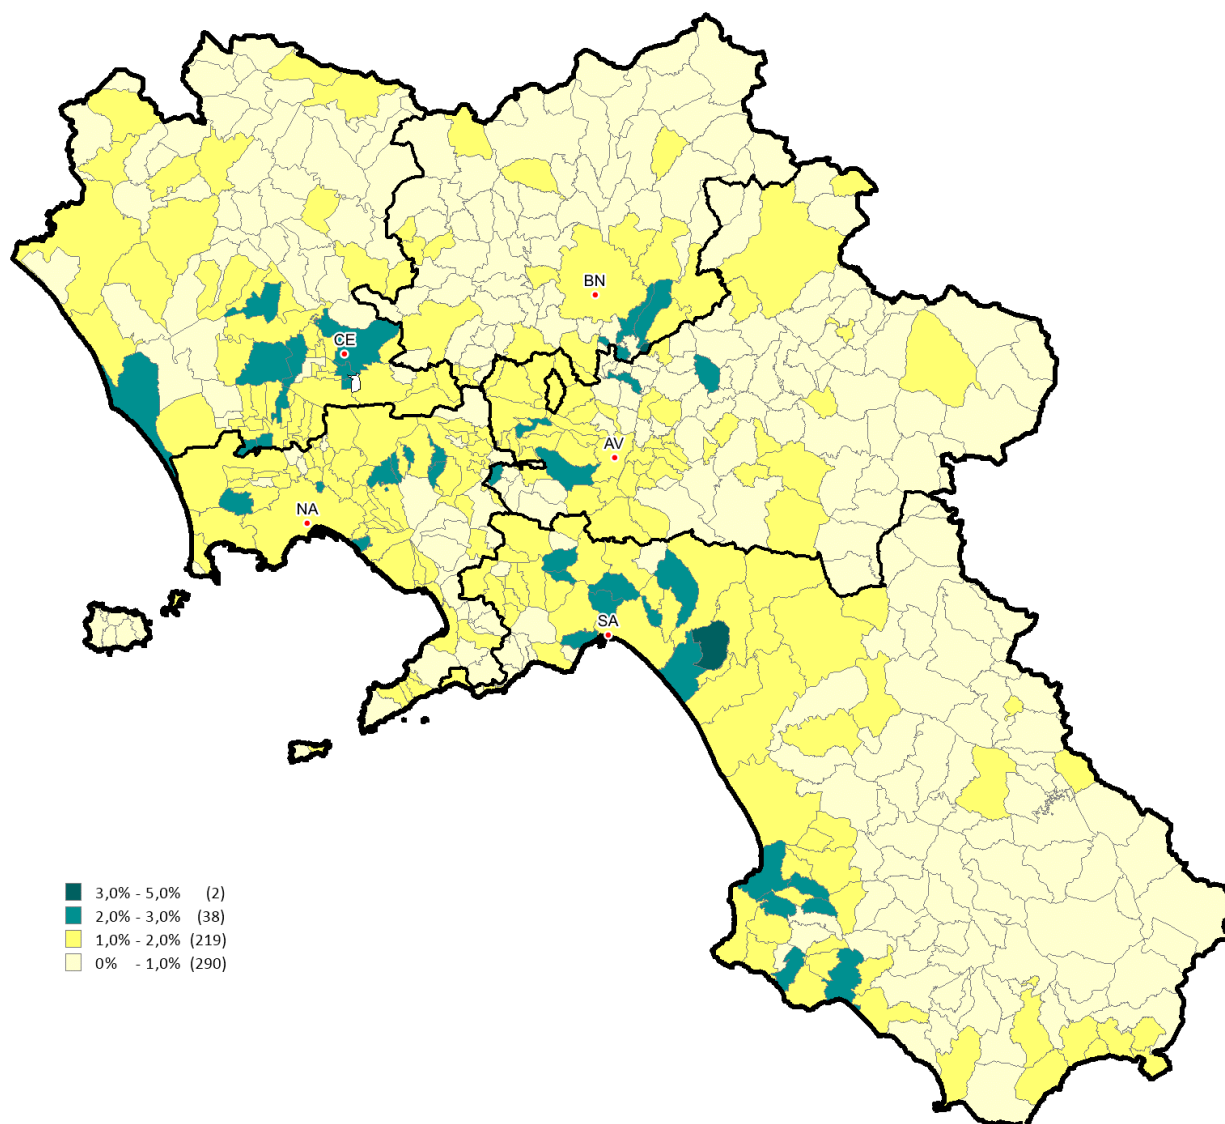 BN
CE
AV
NA
SA
3,0% - 5,0% (2)
2,0% - 3,0% (38)
1,0% - 2,0% (219)
0% - 1,0% (290)